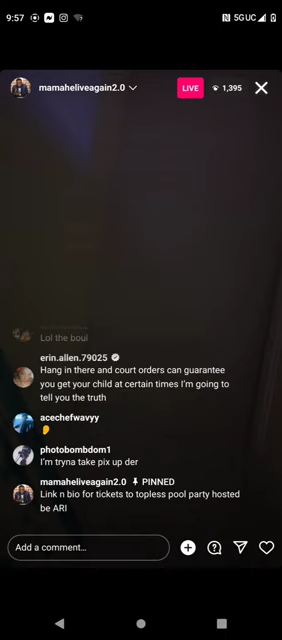 9:57
5GUC
mamaheliveagain2.0
LIVE
1,395
Lol the boul
erin.allen.79025
Hang in there and court orders can guarantee
you get your child at certain times I'm going to
tell you the truth
acechefwavyy
photobombdom1
I'm tryna take pix up der
mamaheliveagain2.0 PINNED
Link n bio for tickets to topless pool party hosted
be ARI
Add a comment...